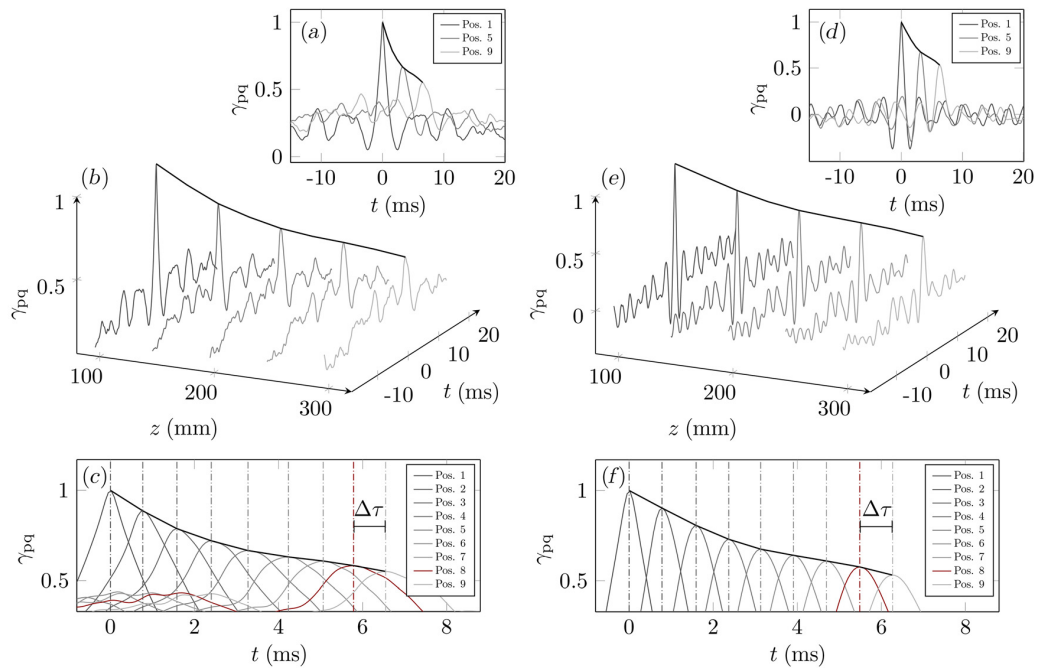 (a)
Pos. 1
Pos. 5
Pos. 9
1
0.5
0
γpq
-10
0
10
20
t (ms)
(b)
1
0.5
γpq
100
200
300
z (mm)
-10
0
10
20
t (ms)
(c)
1
0.5
γpq
Δτ
Pos. 1
Pos. 2
Pos. 3
Pos. 4
Pos. 5
Pos. 6
Pos. 7
Pos. 8
Pos. 9
0
2
4
6
8
t (ms)
(d)
Pos. 1
Pos. 5
Pos. 9
1
0.5
0
γpq
-10
0
10
20
t (ms)
(e)
1
0.5
0
γpq
100
200
300
z (mm)
-10
0
10
20
t (ms)
(f)
1
0.5
γpq
Δτ
Pos. 1
Pos. 2
Pos. 3
Pos. 4
Pos. 5
Pos. 6
Pos. 7
Pos. 8
Pos. 9
0
2
4
6
8
t (ms)